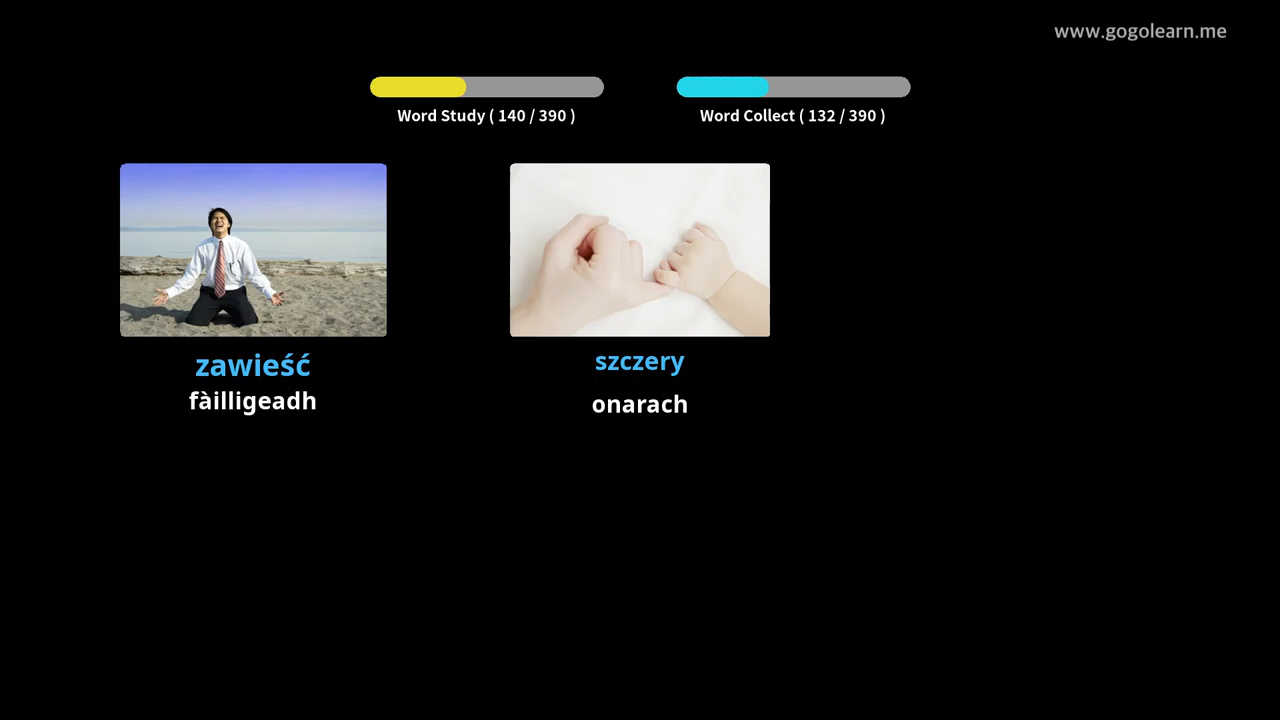 www.gogolearn.me
Word Study ( 140 / 390 )
Word Collect ( 132 / 390 )
zawieść
fàilligeadh
szczery
onarach